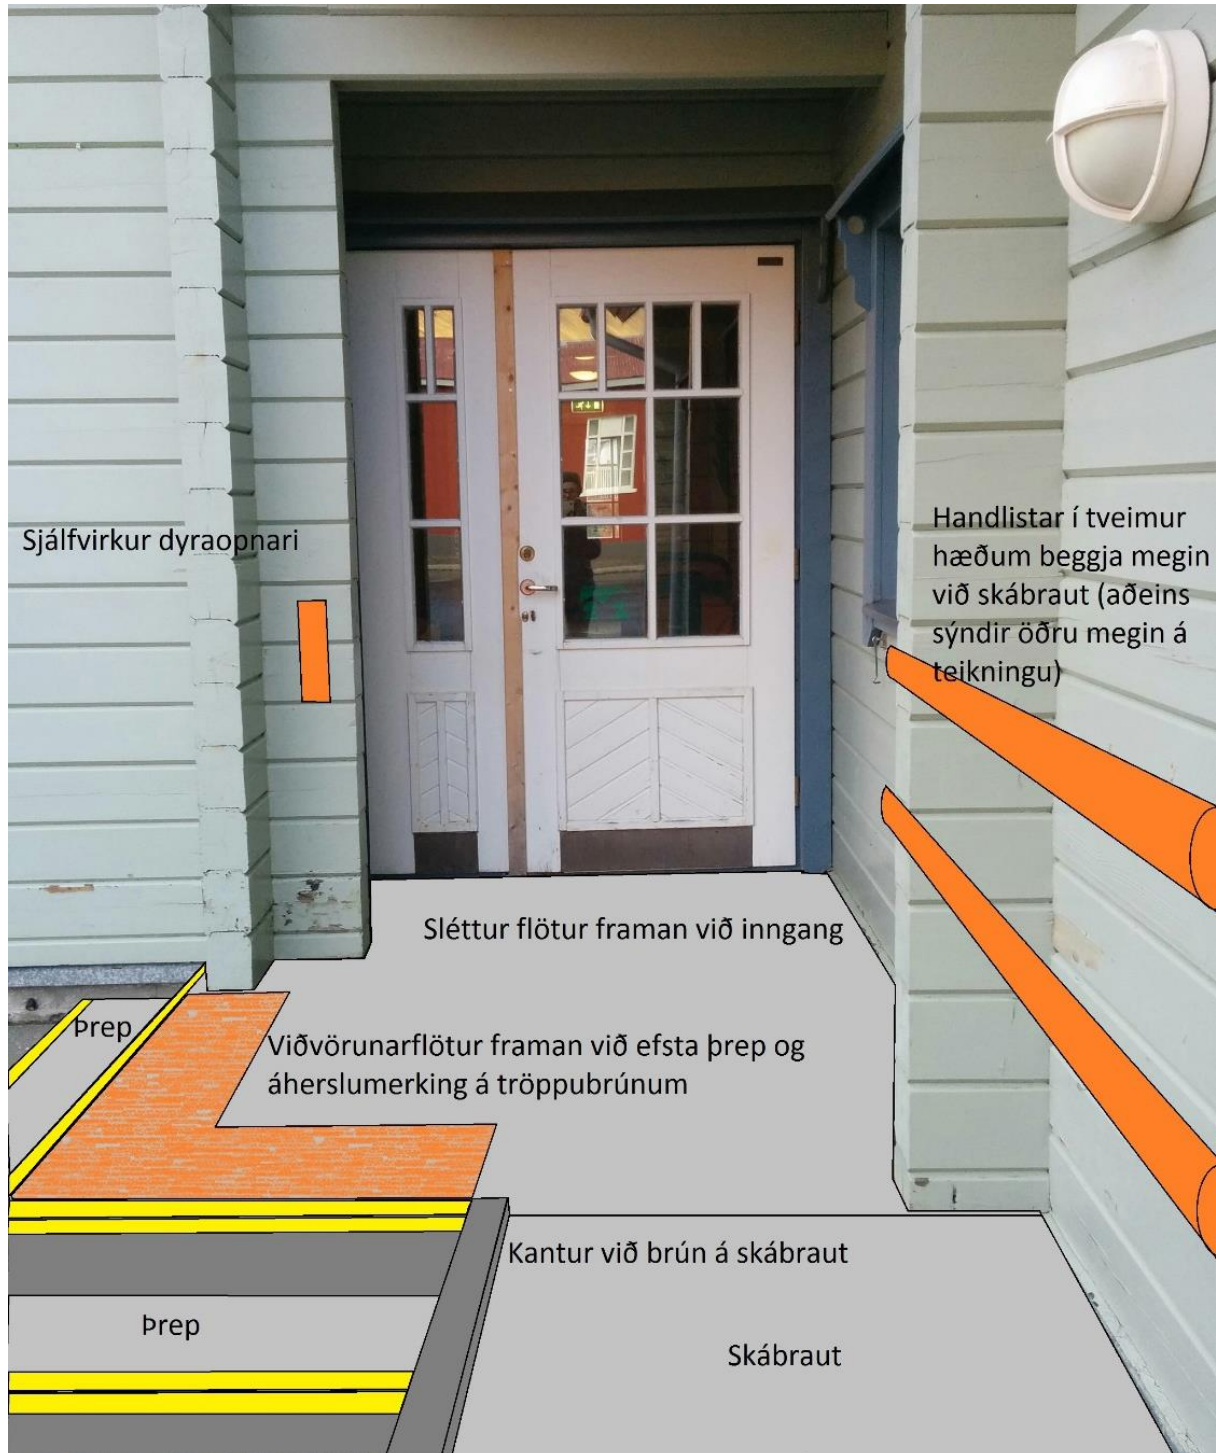 Sjálfvirkur dyraopnari
Handlistar í tveimur
hæðum beggja megin
við skábraut (aðeins
sýndir öðru megin á
teikningu)
Sléttur flötur framan við inngang
Þrep
Viðvörunarflötur framan við efsta þrep og
áherslumerking á tröppubrúnum
Kantur við brún á skábraut
Þrep
Skábraut